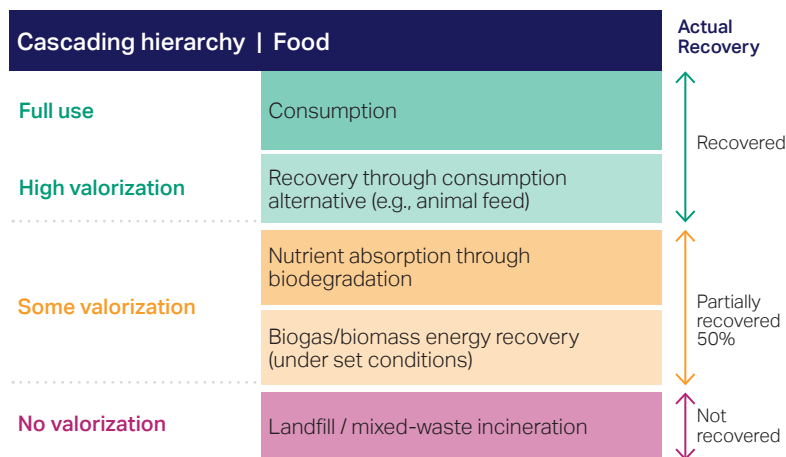 Cascading hierarchy | Food
Actual
Recovery
Full use
Consumption
Recovered
High valorization
Recovery through consumption
alternative (e.g., animal feed)
Some valorization
Nutrient absorption through
biodegradation
Biogas/biomass energy recovery
(under set conditions)
Partially
recovered
50%
No valorization
Landfill / mixed-waste incineration
Not
recovered